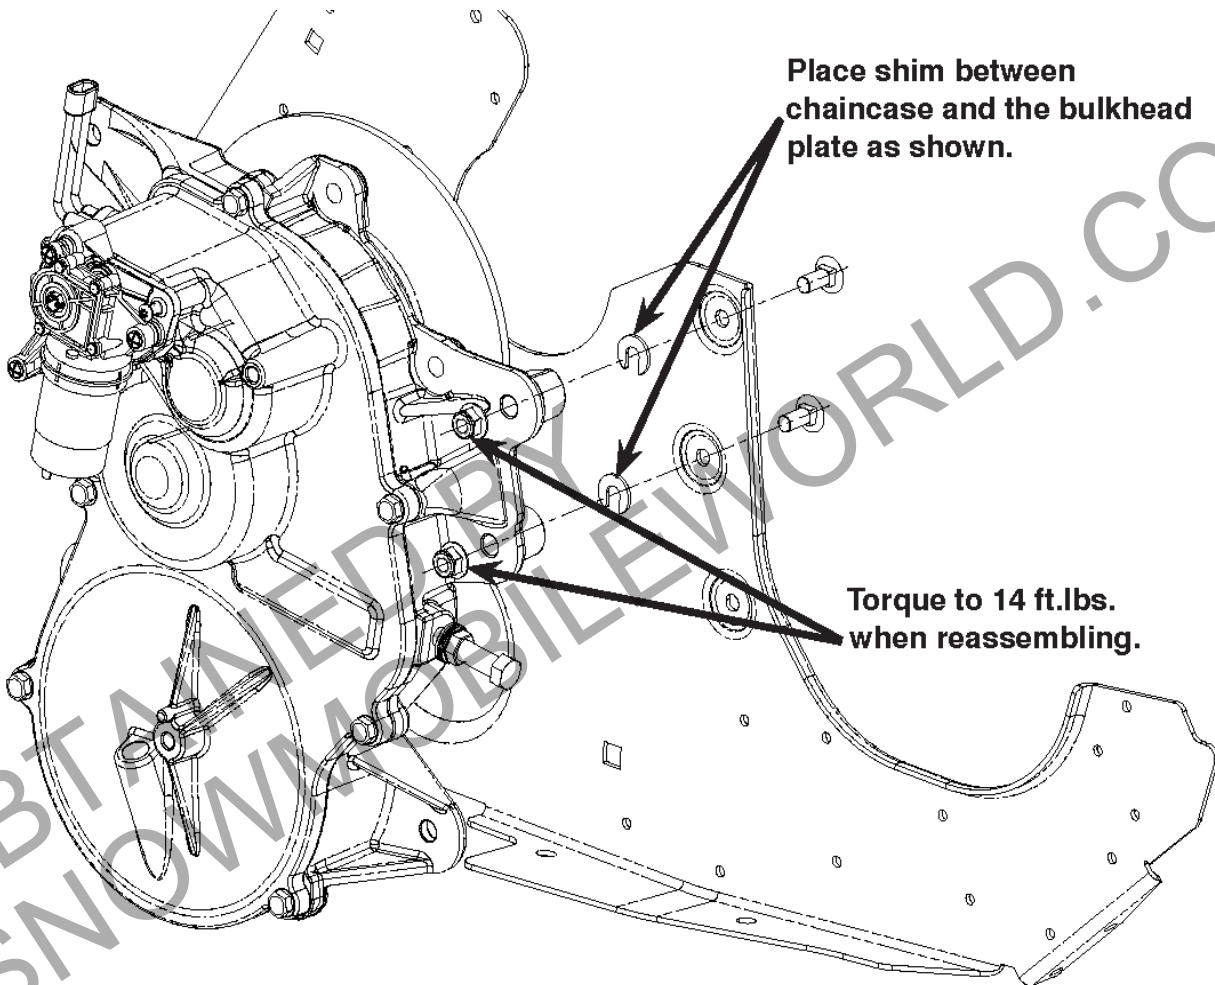 Place shim between
chaincase and the bulkhead
plate as shown.
Torque to 14 ft.lbs.
when reassembling.
BTAINED BY
SNOWMOBILEWORLD.CO